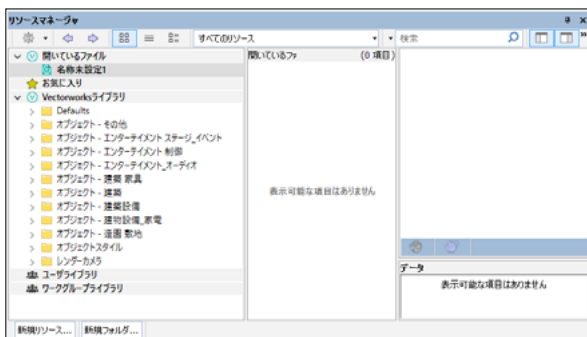 リソースマネージャ
すべてのリソース
検索
開いているファイル
名称未設定1
お気に入り
Vectorworksライブラリ
Defaults
オブジェクト - その他
オブジェクト - エンターテイメント ステージ_イベント
オブジェクト - エンターテイメント 制御
オブジェクト - エンターテイメント_オーディオ
オブジェクト - 建築 家具
オブジェクト - 建築
オブジェクト - 建築設備
オブジェクト - 建物設備_家電
オブジェクト - 造園 敷地
オブジェクトスタイル
レンダーカメラ
ユーザライブラリ
ワークグループライブラリ
開いているファ (0 項目)
表示可能な項目はありません
データ
表示可能な項目はありません
新規リソース... 新規フォルダ...